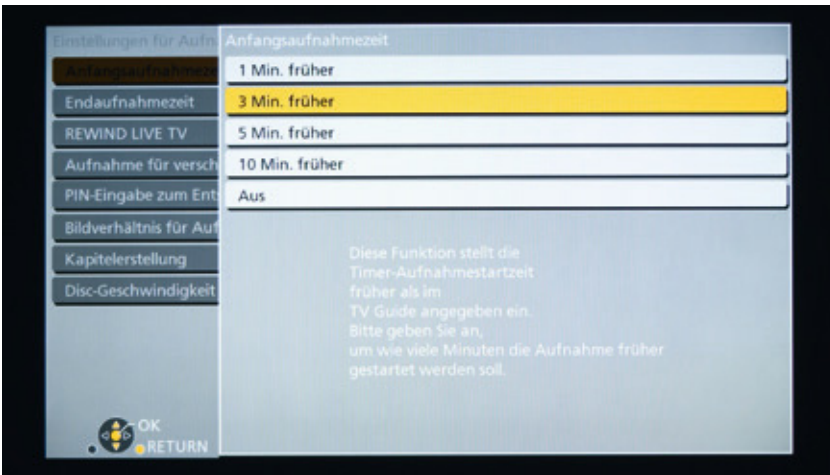 Einstellungen für Aufn
Anfangsaufnahmeze
Endaufnahmezeit
REWIND LIVE TV
Aufnahme für versch
PIN-Eingabe zum Ent
Bildverhältnis für Auf
Kapitelerstellung
Disc-Geschwindigkeit
OK
RETURN
Anfangsaufnahmezeit
1 Min. früher
3 Min. früher
5 Min. früher
10 Min. früher
Aus
Diese Funktion stellt die
Timer-Aufnahmestartzeit
früher als im
TV Guide angegeben ein.
Bitte geben Sie an,
um wie viele Minuten die Aufnahme früher
gestartet werden soll.